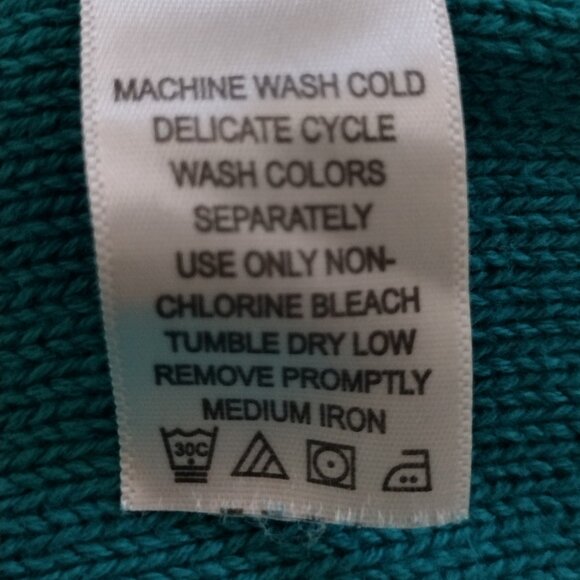 MACHINE WASH COLD
DELICATE CYCLE
WASH COLORS
SEPARATELY
USE ONLY NON-
CHLORINE BLEACH
TUMBLE DRY LOW
REMOVE PROMPTLY
MEDIUM IRON
30C